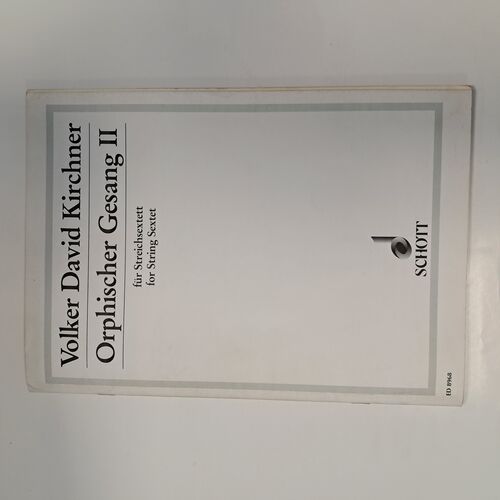 Volker David Kirchner
Orphischer Gesang II
für Streichsextett
for String Sextet
SCHOTT
ED 8968